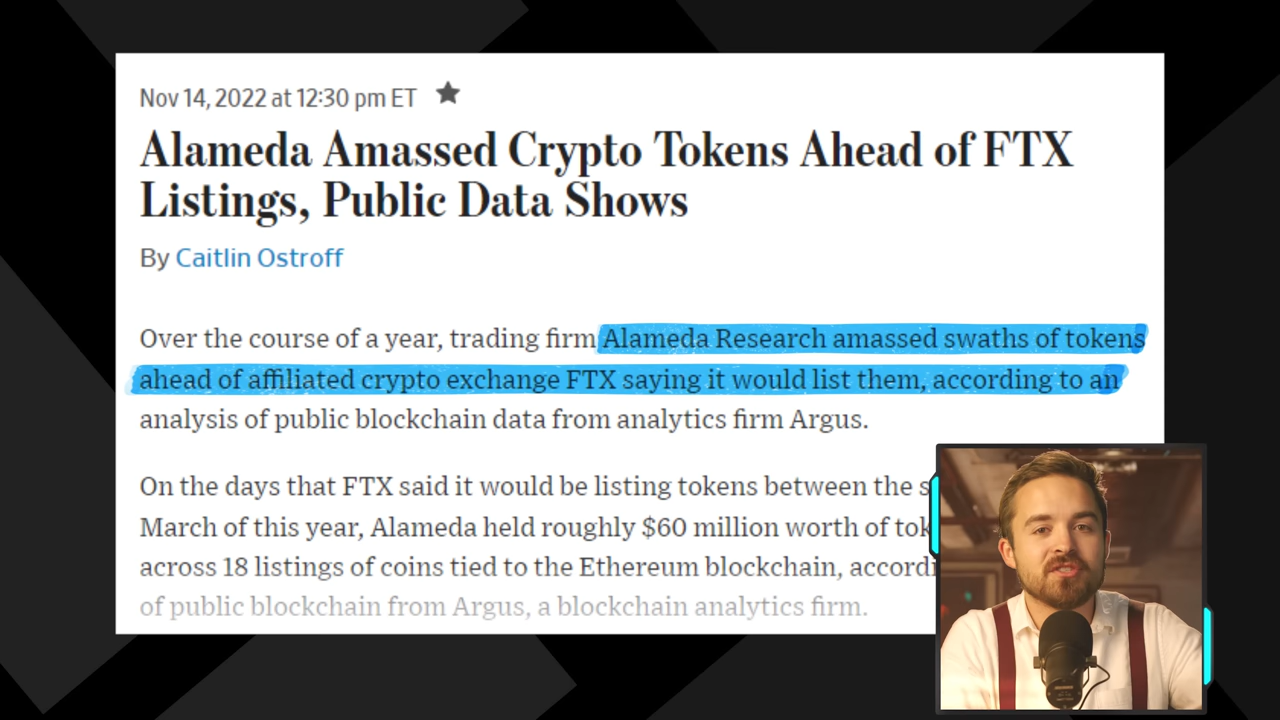 Nov 14, 2022 at 12:30 pm ET
Alameda Amassed Crypto Tokens Ahead of FTX
Listings, Public Data Shows
By Caitlin Ostroff
Over the course of a year, trading firm Alameda Research amassed swaths of tokens
ahead of affiliated crypto exchange FTX saying it would list them, according to an
analysis of public blockchain data from analytics firm Argus.
On the days that FTX said it would be listing tokens between the
March of this year, Alameda held roughly $60 million worth of
across 18 listings of coins tied to the Ethereum blockchain,
of public blockchain from Argus, a blockchain analytics firm.